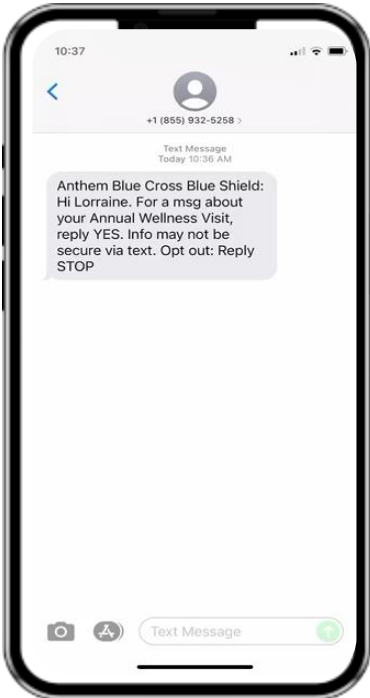 10:37
+1 (855) 932-5258 >
Text Message
Today 10:36 AM
Anthem Blue Cross Blue Shield:
Hi Lorraine. For a msg about
your Annual Wellness Visit,
reply YES. Info may not be
secure via text. Opt out: Reply
STOP
Text Message